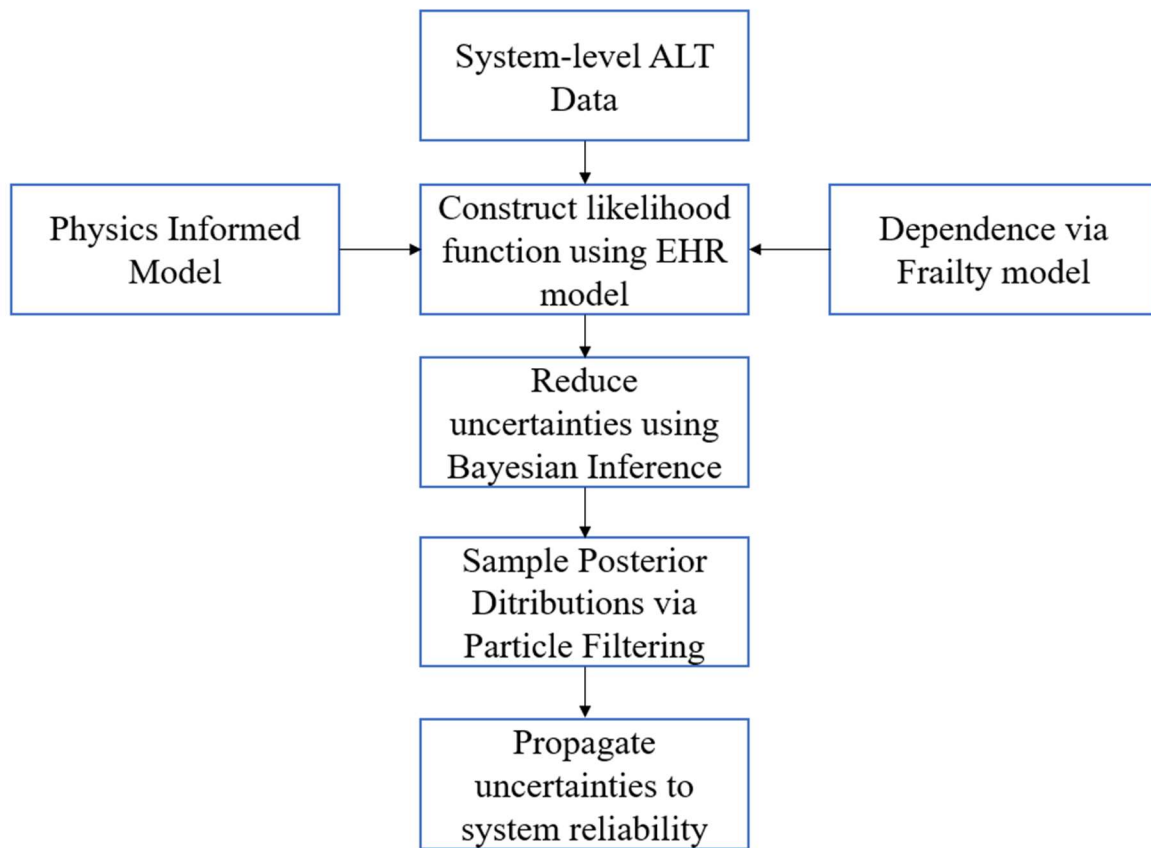 System-level ALT
Data
Physics Informed
Model
Construct likelihood
function using EHR
model
Dependence via
Frailty model
Reduce
uncertainties using
Bayesian Inference
Sample Posterior
Ditributions via
Particle Filtering
Propagate
uncertainties to
system reliability